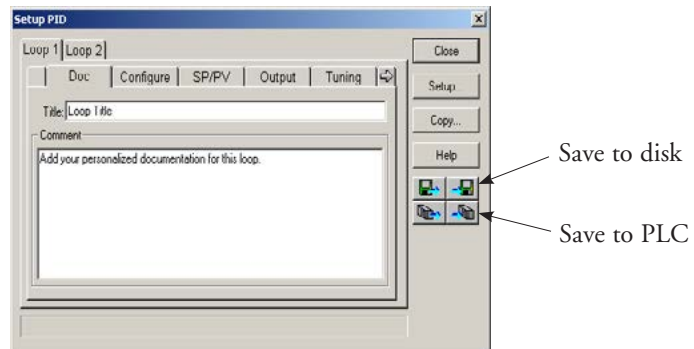 Setup PID
Loop 1 Loop 2
Doc Configure SP/PV Output Tuning
Title: Loop Title
Comment
Add your personalized documentation for this loop.
Close
Setup
Copy...
Help
Save to disk
Save to PLC